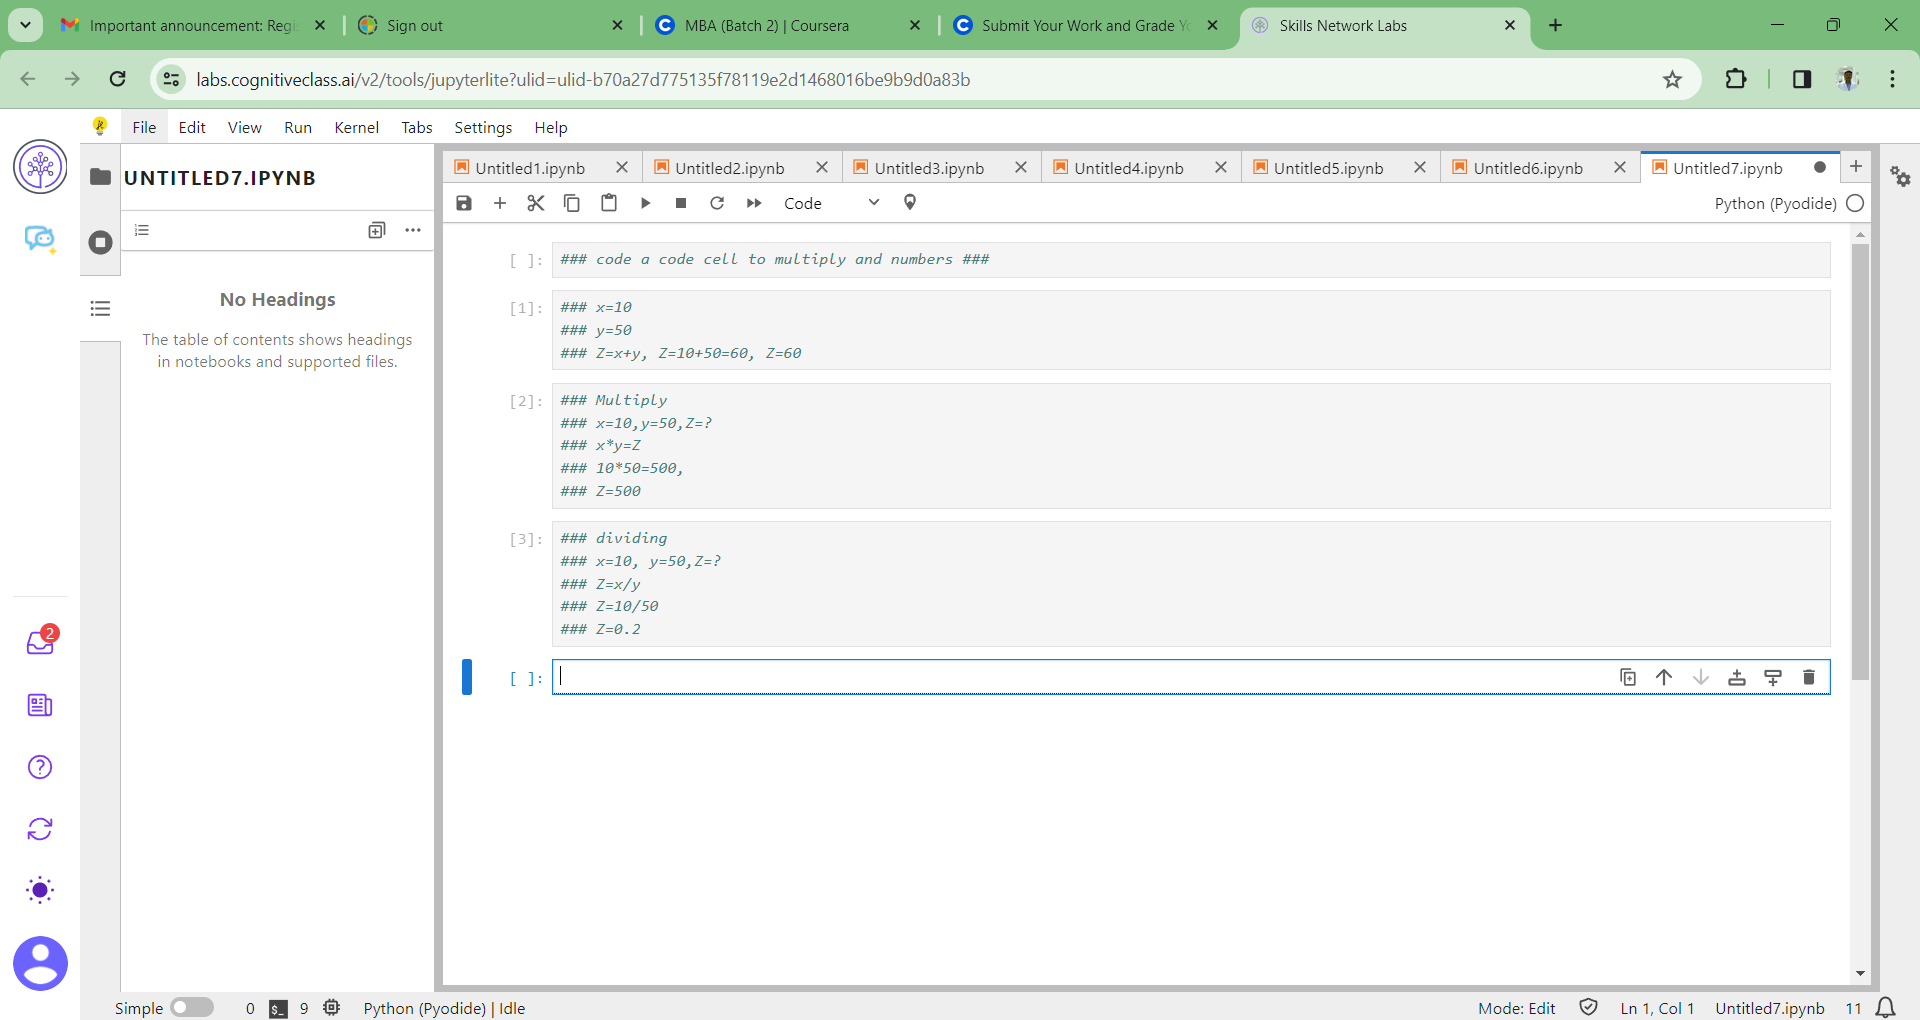 Important announcement: Regi
Sign out
MBA (Batch 2) | Coursera
Submit Your Work and Grade Yo
Skills Network Labs
labs.cognitiveclass.ai/v2/tools/jupyterlite?ulid=ulid-b70a27d775135f78119e2d1468016be9b9d0a83b
File Edit View Run Kernel Tabs Settings Help
UNTITLED7.IPYNB
No Headings
The table of contents shows headings
in notebooks and supported files.
2
Untitled1.ipynb
Untitled2.ipynb
Untitled3.ipynb
Untitled4.ipynb
Untitled5.ipynb
Untitled6.ipynb
Untitled7.ipynb
Code
Python (Pyodide)
[ ]: ### code a code cell to multiply and numbers ###
[1]: ### x=10
### y=50
### Z=x+y, Z=10+50=60, Z=60
[2]: ### Multiply
### x=10,y=50,Z=?
### x*y=Z
### 10*50=500,
### Z=500
[3]: ### dividing
### x=10, y=50,Z=?
### Z=x/y
### Z=10/50
### Z=0.2
[ ]:
Simple 0 $_ 9 Python (Pyodide) | Idle
Mode: Edit Ln 1, Col 1 Untitled7.ipynb 11